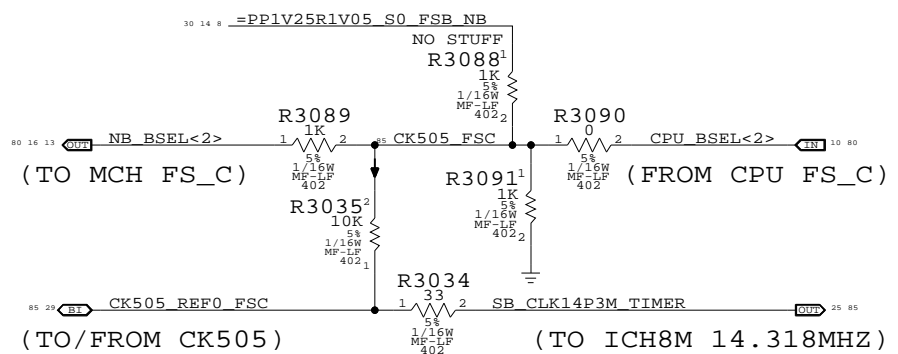 30 14 8 =PP1V25R1V05_S0_FSB_NB
NO STUFF
R3088 1
1K
5%
1/16W
MF-LF
402 2
R3089
1K
1 2
5%
1/16W
MF-LF
402
R3090
0
1 2
5%
1/16W
MF-LF
402
80 16 13 OUT NB_BSEL<2>
85 CK505_FSC
CPU_BSEL<2> IN 10 80
(TO MCH FS_C)
(FROM CPU FS_C)
R3091 1
1K
5%
1/16W
MF-LF
402 2
R3035 2
10K
5%
1/16W
MF-LF
402 1
R3034
33
1 2
5%
1/16W
MF-LF
402
85 29 BI CK505_REF0_FSC
SB_CLK14P3M_TIMER OUT 25 85
(TO/FROM CK505)
(TO ICH8M 14.318MHZ)